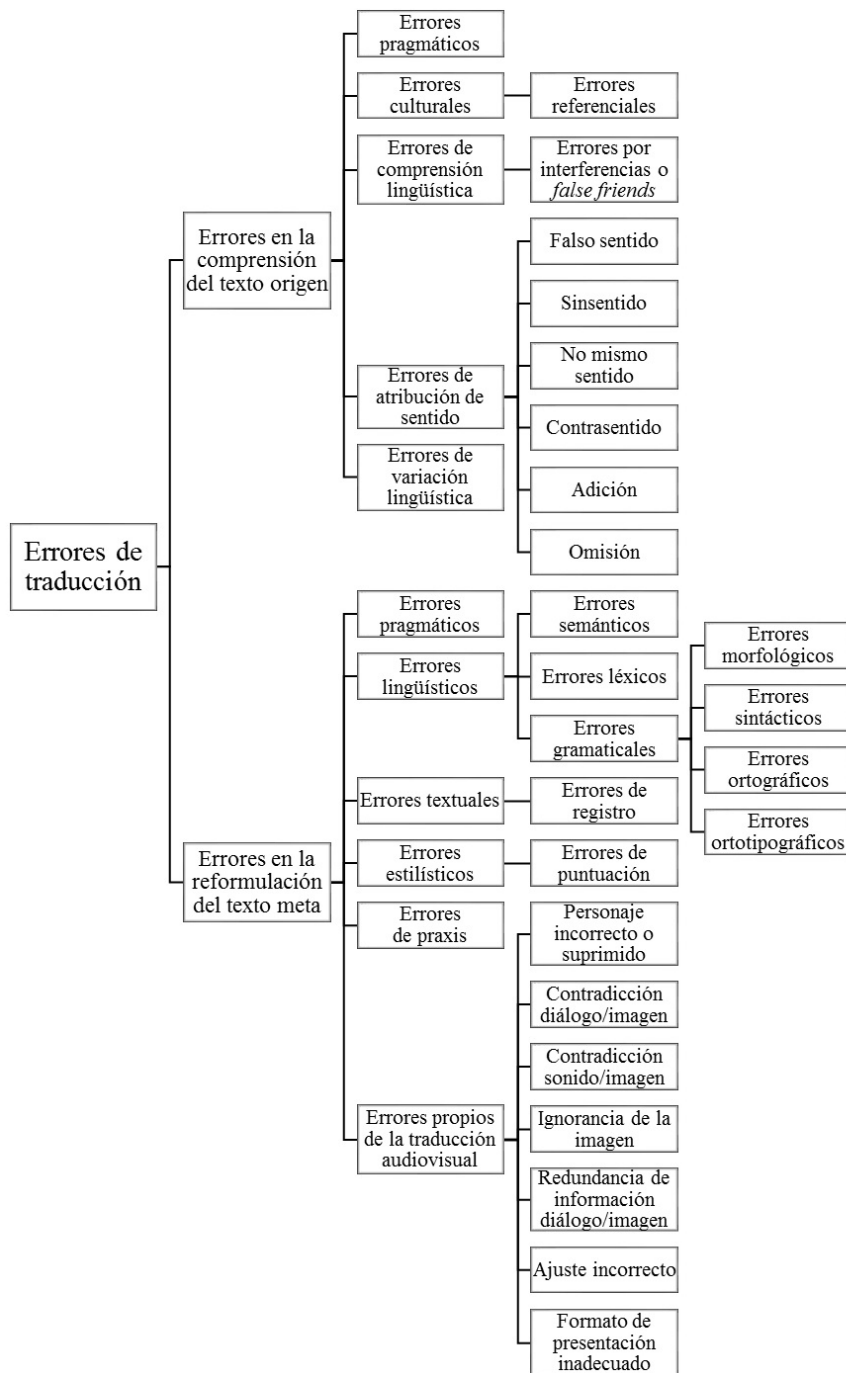 Errores
pragmáticos
Errores
culturales
Errores
referenciales
Errores de
comprensión
lingüística
Errores por
interferencias o
false friends
Errores en la
comprensión
del texto origen
Falso sentido
Sinsentido
No mismo
sentido
Errores de
atribución de
sentido
Contrasentido
Errores de
variación
lingüística
Adición
Omisión
Errores de
traducción
Errores
pragmáticos
Errores
semánticos
Errores
lingüísticos
Errores léxicos
Errores
gramaticales
Errores
morfológicos
Errores
sintácticos
Errores
ortográficos
Errores
ortotipográficos
Errores textuales
Errores de
registro
Errores en la
reformulación
del texto meta
Errores
estilísticos
Errores de
puntuación
Errores
de praxis
Personaje
incorrecto o
suprimido
Contradicción
diálogo/imagen
Contradicción
sonido/imagen
Errores propios
de la traducción
audiovisual
Ignorancia de la
imagen
Redundancia de
información
diálogo/imagen
Ajuste incorrecto
Formato de
presentación
inadecuado